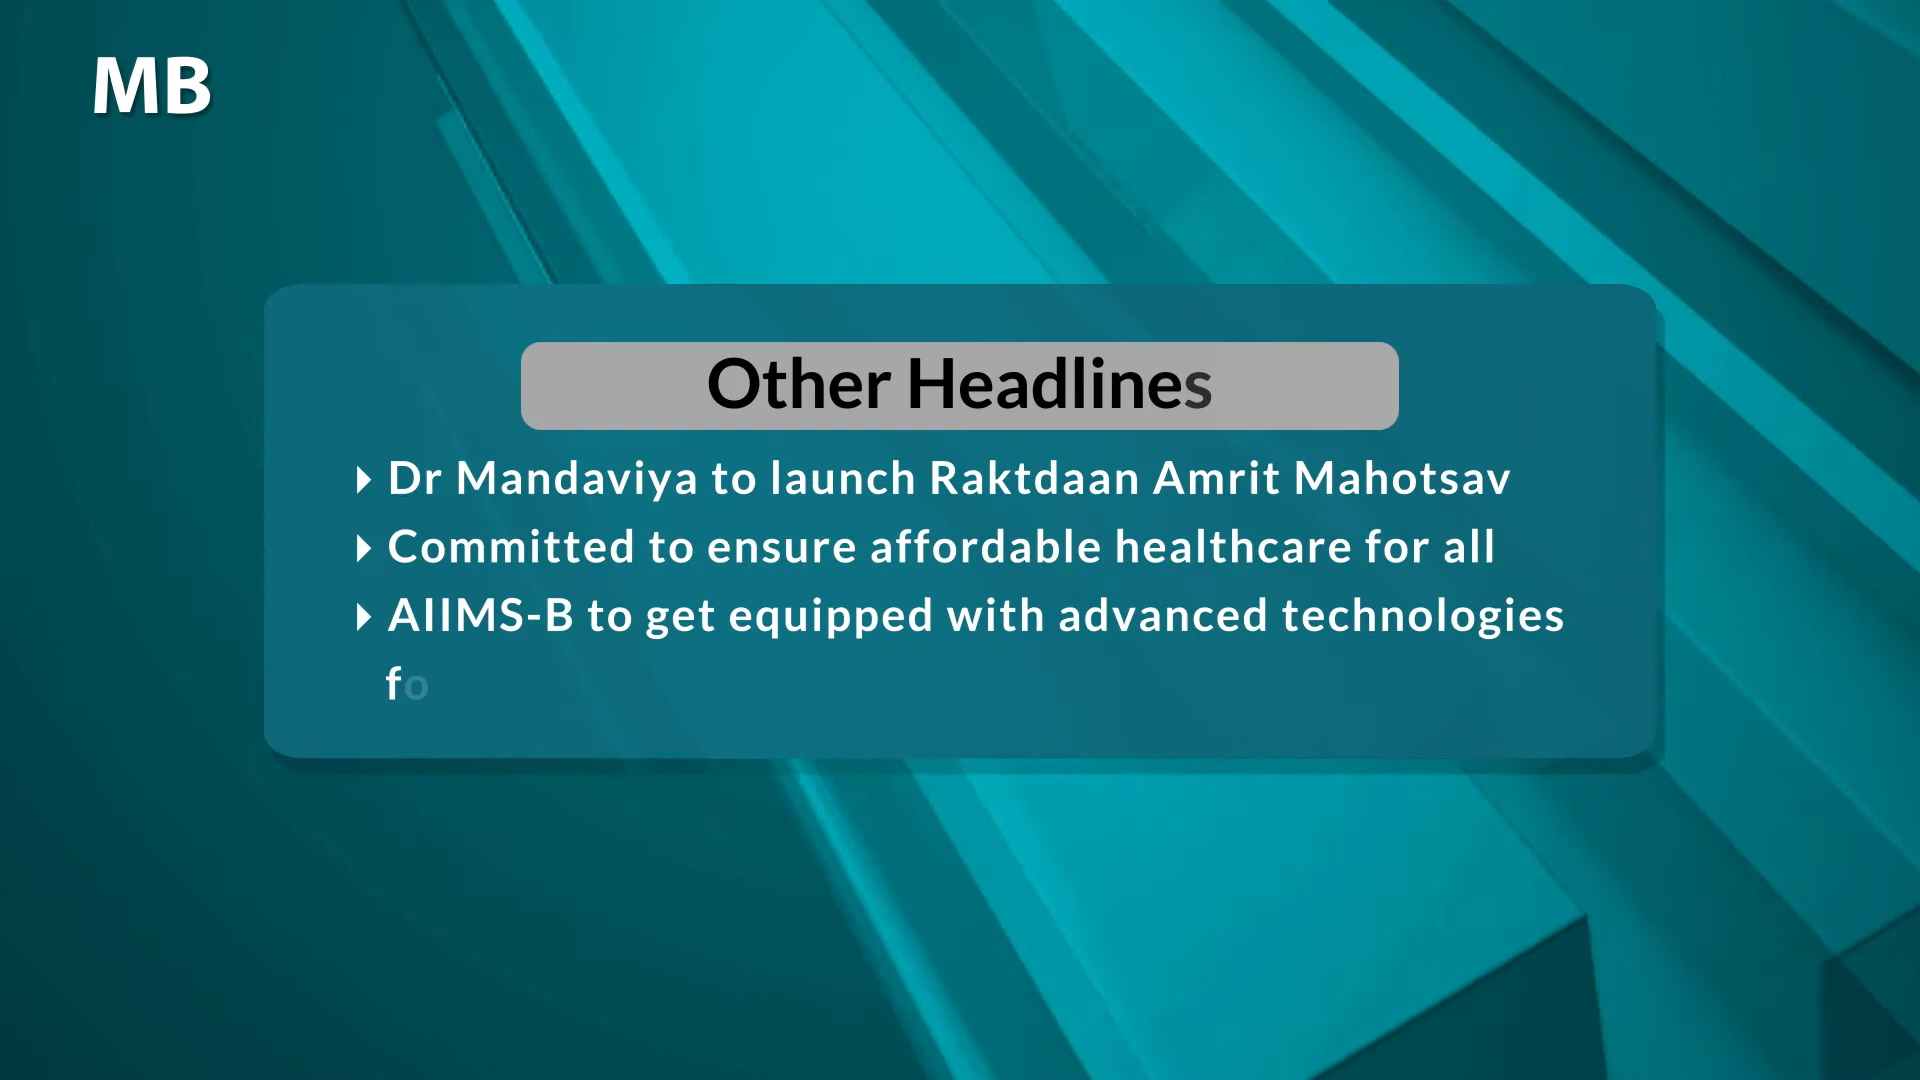 MB
Other Headlines
Dr Mandaviya to launch Raktdaan Amrit Mahotsav
Committed to ensure affordable healthcare for all
AIIMS-B to get equipped with advanced technologies
fo